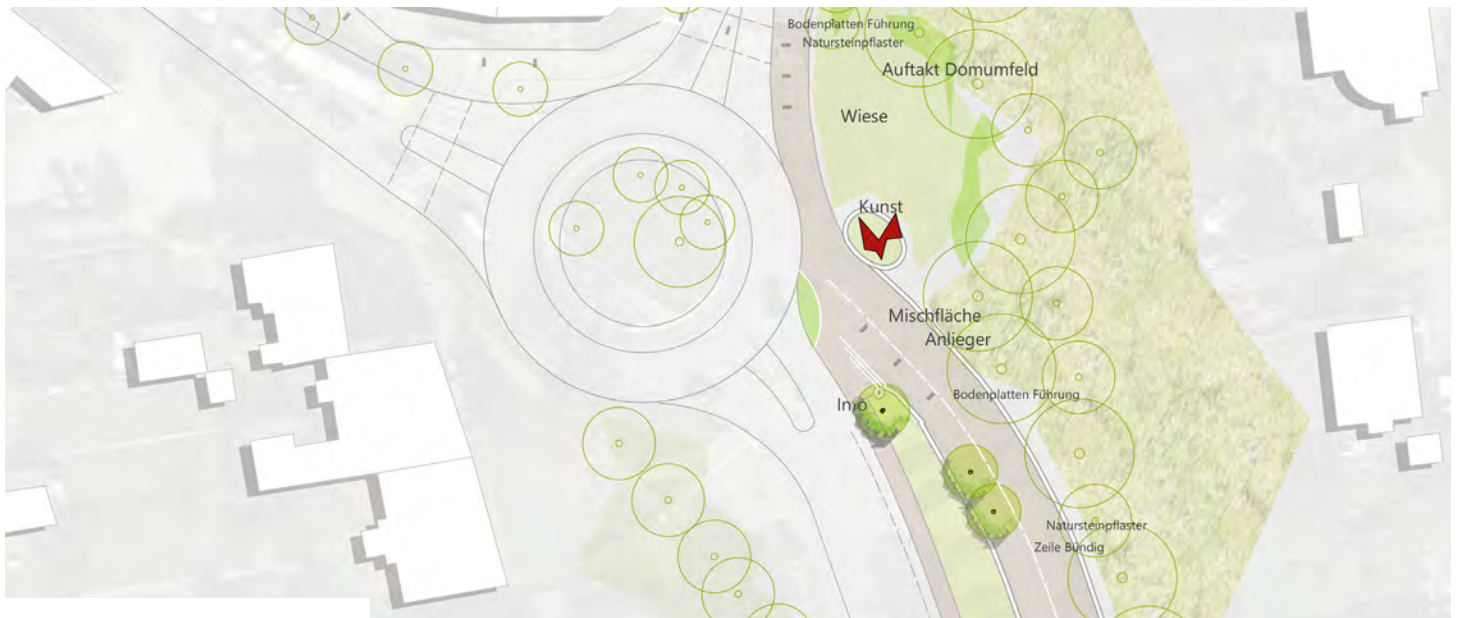 Bodenplatten Führung
Natursteinpflaster
Auftakt Domumfeld
Wiese
Kunst
Mischfläche
Anlieger
Bodenplatten Führung
Info
Natursteinpflaster
Zeile Bündig